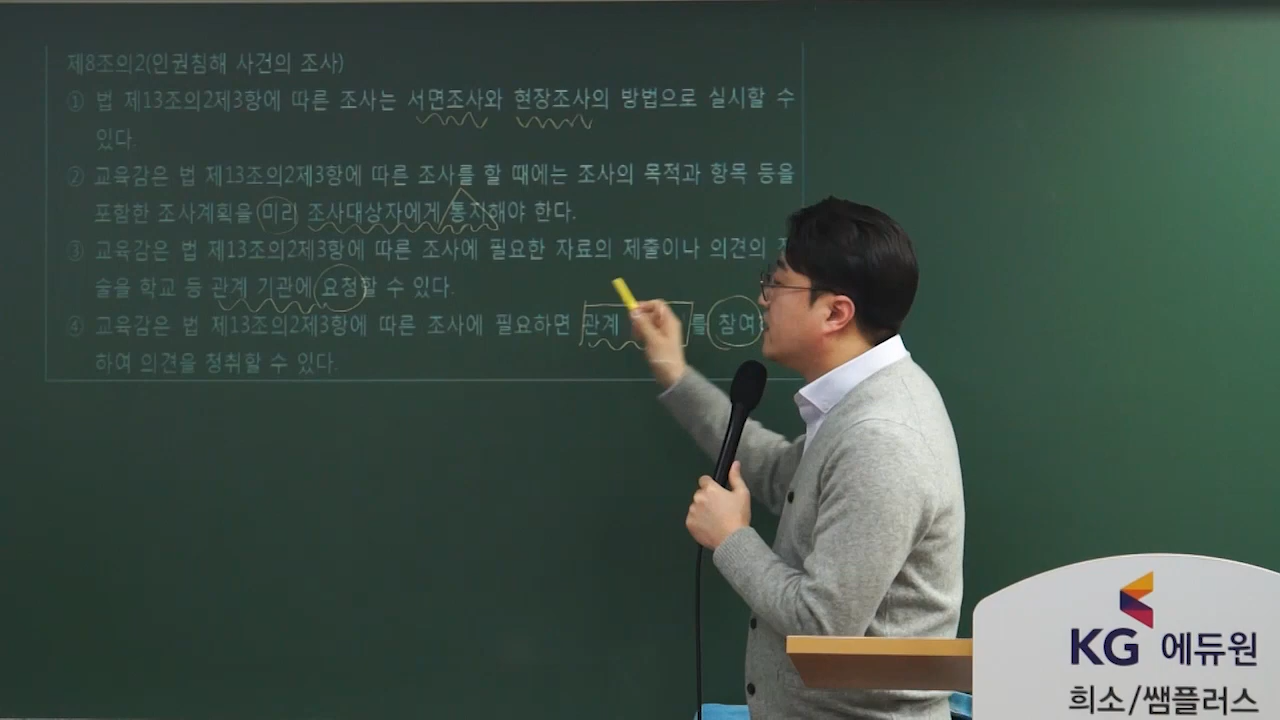 제8조의2(인권침해 사건의 조사)
① 법 제13조의2제3항에 따른 조사는 서면조사와 현장조사의 방법으로 실시할 수
있다.
② 교육감은 법 제13조의2제3항에 따른 조사를 할 때에는 조사의 목적과 항목 등을
포함한 조사계획을 미리 조사대상자에게 통지해야 한다.
③ 교육감은 법 제13조의2제3항에 따른 조사에 필요한 자료의 제출이나 의견의
술을 학교 등 관계 기관에 요청할 수 있다.
④ 교육감은 법 제13조의2제3항에 따른 조사에 필요하면 관계 를 참여
하여 의견을 청취할 수 있다.
KG 에듀원
희소/쌤플러스